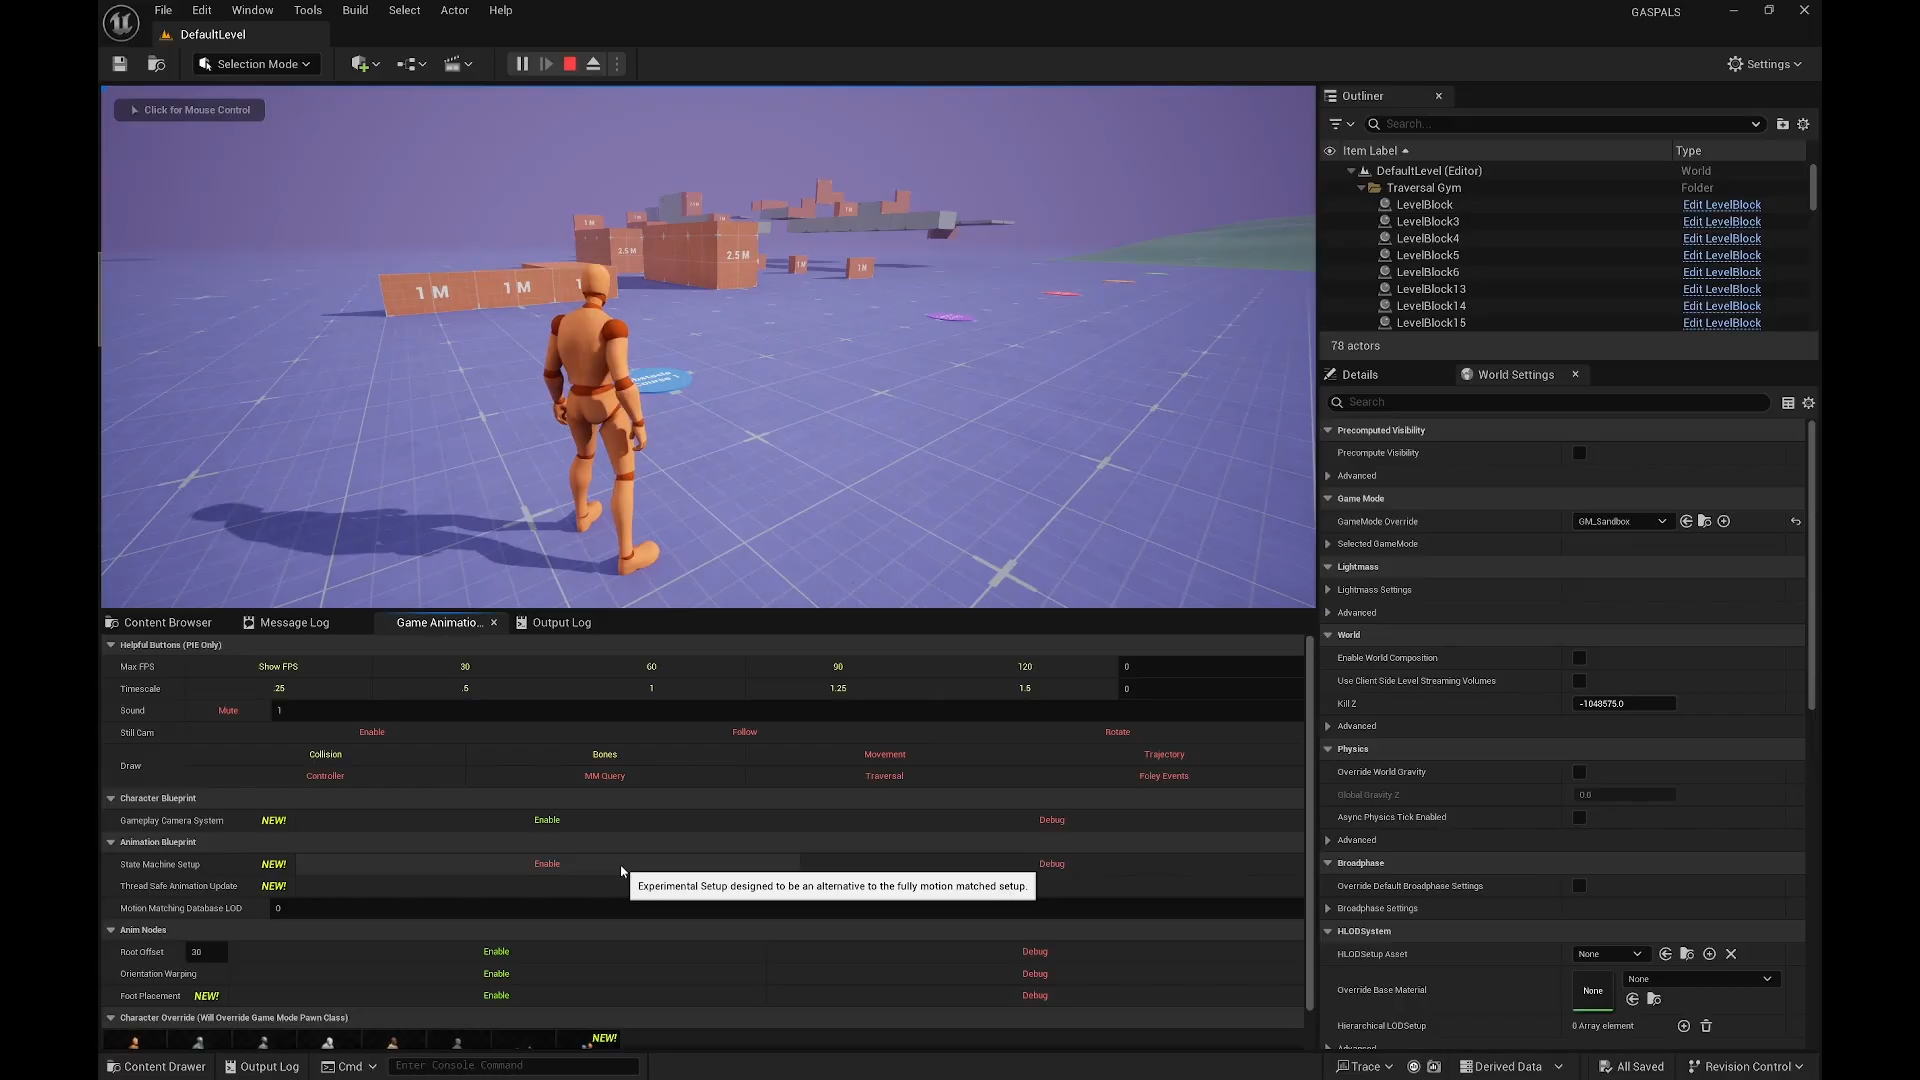 File Edit Window Tools Build Select Actor Help
GASPALS
DefaultLevel
Selection Mode
Settings
Click for Mouse Control
1 M 1 M
2.5 M
2.5 M
1 M
1 M
1 M
1 M
1 M
Outliner
Search...
Item Label Type
DefaultLevel (Editor) World
Traversal Gym Folder
LevelBlock Edit LevelBlock
LevelBlock3 Edit LevelBlock
LevelBlock4 Edit LevelBlock
LevelBlock5 Edit LevelBlock
LevelBlock6 Edit LevelBlock
LevelBlock13 Edit LevelBlock
LevelBlock14 Edit LevelBlock
LevelBlock15 Edit LevelBlock
78 actors
Details World Settings
Search
Precomputed Visibility
Precompute Visibility
Advanced
Game Mode
GameMode Override GM_Sandbox
Selected GameMode
Lightmass
Lightmass Settings
Advanced
World
Enable World Composition
Use Client Side Level Streaming Volumes
Kill Z -1048575.0
Advanced
Physics
Override World Gravity
Global Gravity Z 0.0
Async Physics Tick Enabled
Advanced
Broadphase
Override Default Broadphase Settings
Broadphase Settings
HLODSystem
HLODSetup Asset None
Override Base Material None None
Hierarchical LODSetup 0 Array element
Advanced
Content Browser Message Log Game Animatio... Output Log
Helpful Buttons (PIE Only)
Max FPS Show FPS 30 60 90 120 0
Timescale .25 .5 1 1.25 1.5 0
Sound Mute 1
Still Cam Enable Follow Rotate
Draw Collision Bones Movement Trajectory
Controller MM Query Traversal Foley Events
Character Blueprint
Gameplay Camera System NEW! Enable Debug
Animation Blueprint
State Machine Setup NEW! Enable Debug
Thread Safe Animation Update NEW!
Experimental Setup designed to be an alternative to the fully motion matched setup.
Motion Matching Database LOD 0
Anim Nodes
Root Offset 30 Enable Debug
Orientation Warping Enable Debug
Foot Placement NEW! Enable Debug
Character Override (Will Override Game Mode Pawn Class)
NEW!
Content Drawer Output Log Cmd Enter Console Command
Trace Derived Data All Saved Revision Control